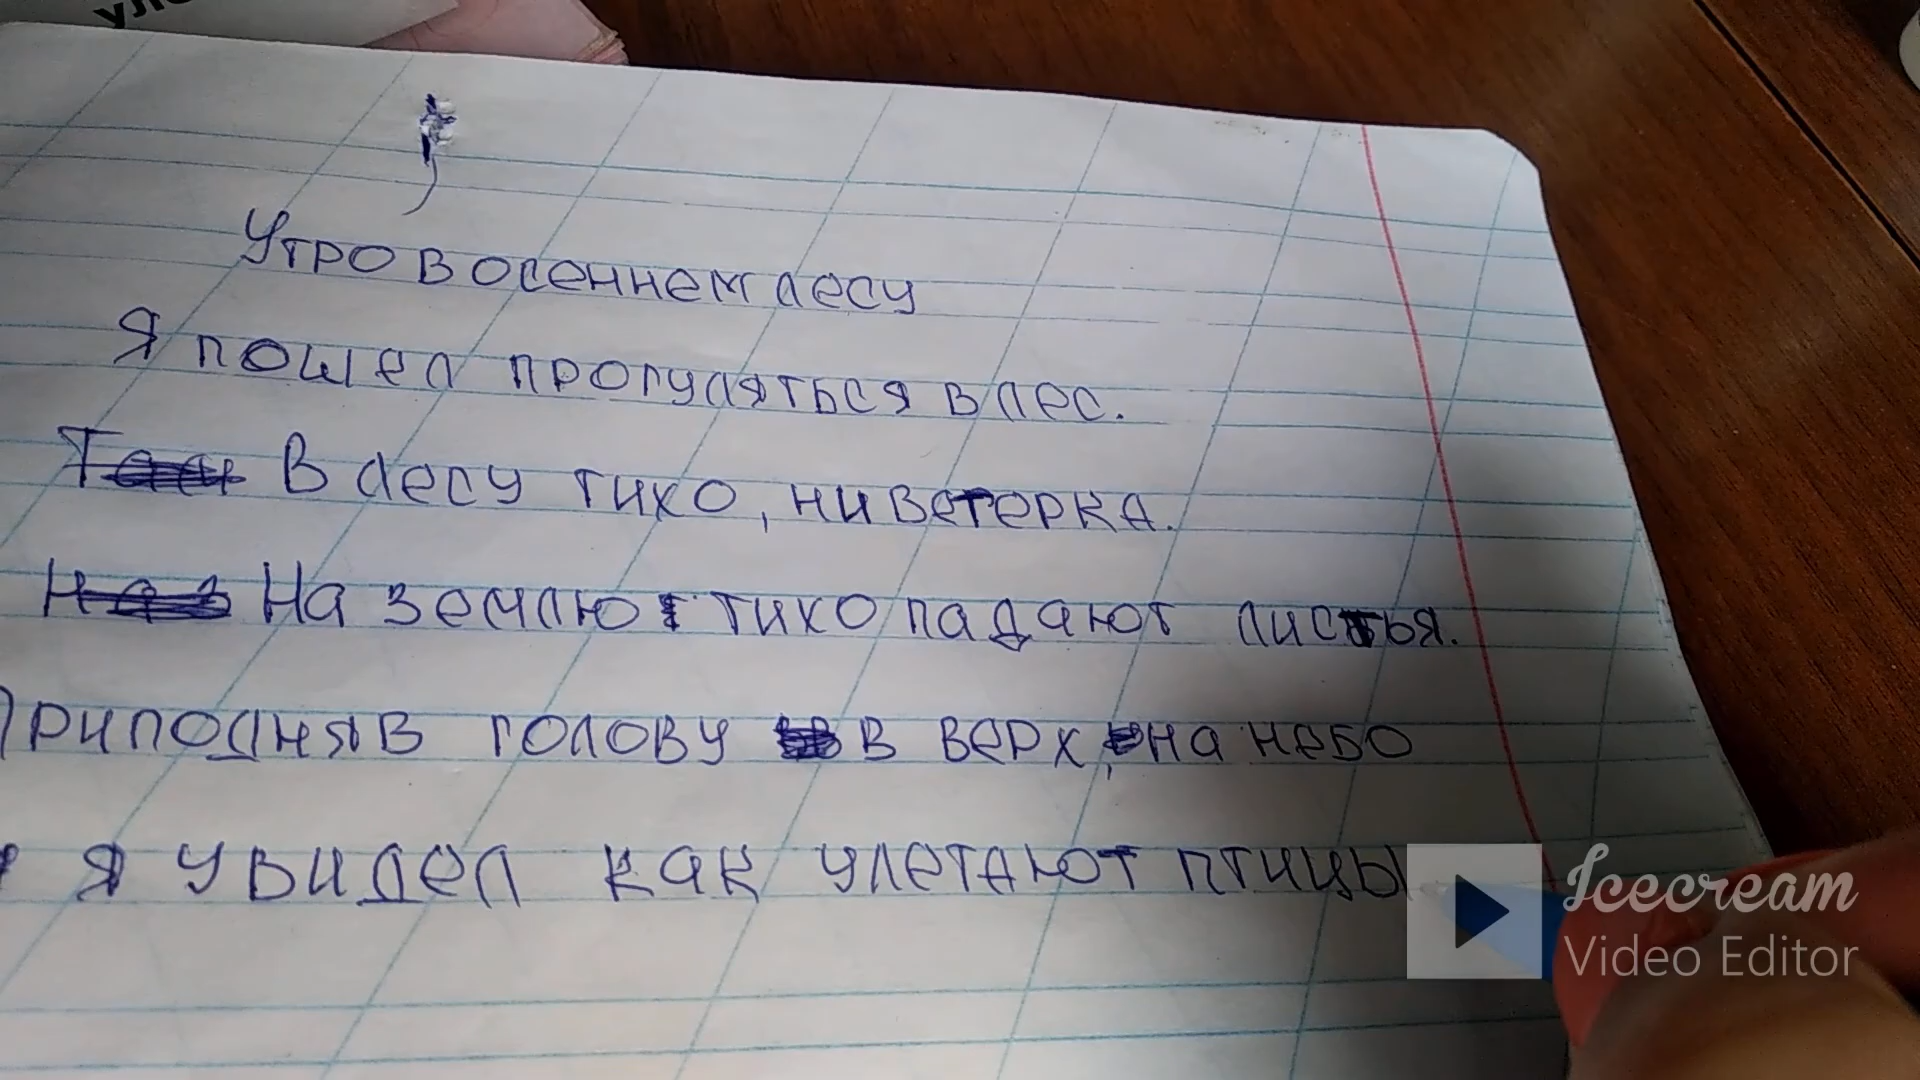 Утро в осеннем лесу
Я пошел прогуляться в лес.
В лесу тихо, ни ветерка.
На землю тихо падают листья.
Приподняв голову в верх, на небо
я увидел как улетают птицы
Icecream
Video Editor